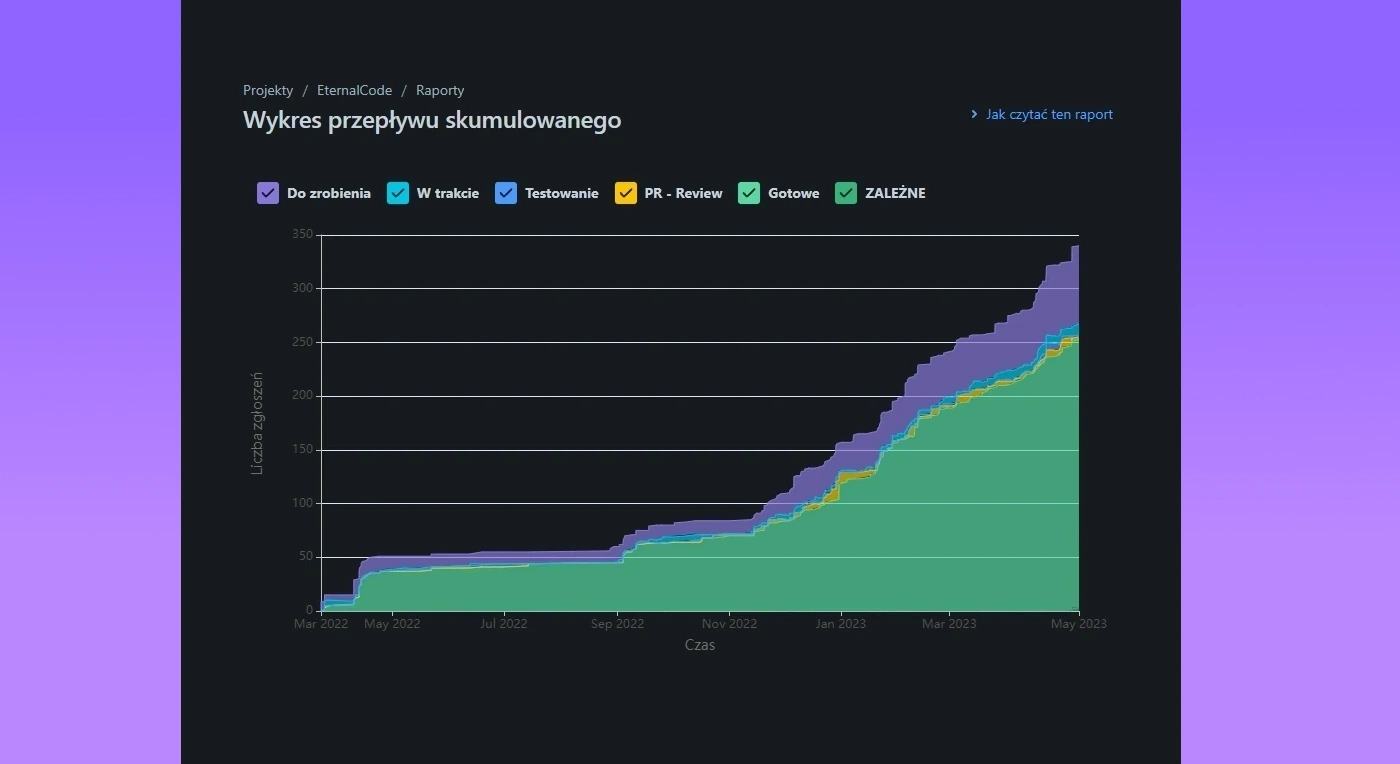 Projekty / EternalCode / Raporty
Wykres przepływu skumulowanego
Jak czytać ten raport
Do zrobienia W trakcie Testowanie PR - Review Gotowe ZALEŻNE
350
300
250
200
150
100
50
0
Liczba zgłoszeń
Mar 2022 May 2022 Jul 2022 Sep 2022 Nov 2022 Jan 2023 Mar 2023 May 2023
Czas